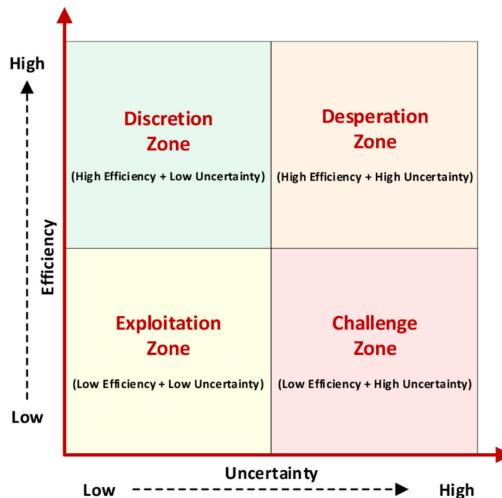 High
Efficiency
Low
Discretion
Zone
(High Efficiency + Low Uncertainty)
Desperation
Zone
(High Efficiency + High Uncertainty)
Exploitation
Zone
(Low Efficiency + Low Uncertainty)
Challenge
Zone
(Low Efficiency + High Uncertainty)
Uncertainty
Low
High